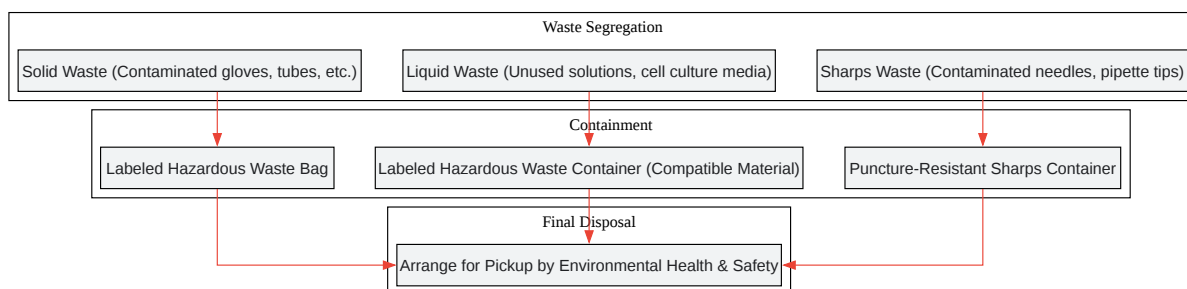 Waste Segregation
Solid Waste (Contaminated gloves, tubes, etc.)
Liquid Waste (Unused solutions, cell culture media)
Sharps Waste (Contaminated needles, pipette tips)
Containment
Labeled Hazardous Waste Bag
Labeled Hazardous Waste Container (Compatible Material)
Puncture-Resistant Sharps Container
Final Disposal
Arrange for Pickup by Environmental Health & Safety